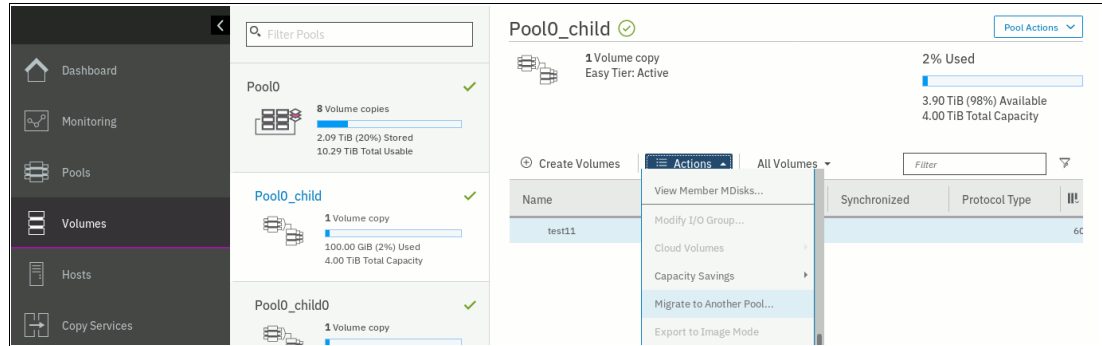 Dashboard
Monitoring
Pools
Volumes
Hosts
Copy Services
Filter Pools
Pool0
8 Volume copies
2.09 TiB (20%) Stored
10.29 TiB Total Usable
Pool0_child
1 Volume copy
100.00 GiB (2%) Used
4.00 TiB Total Capacity
Pool0_child0
1 Volume copy
Pool0_child
Pool Actions
1 Volume copy
Easy Tier: Active
2% Used
3.90 TiB (98%) Available
4.00 TiB Total Capacity
Create Volumes
Actions
All Volumes
Filter
Name
Synchronized
Protocol Type
test11
60
View Member MDisks...
Modify I/O Group...
Cloud Volumes
Capacity Savings
Migrate to Another Pool...
Export to Image Mode